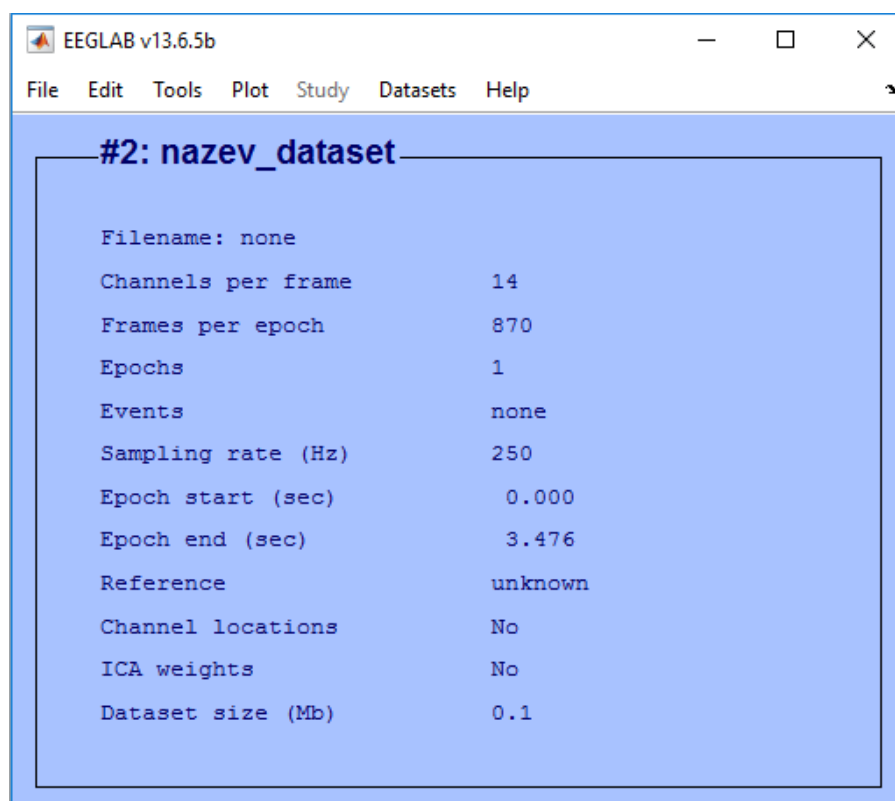 EEGLAB v13.6.5b
File Edit Tools Plot Study Datasets Help
#2: nazev_dataset
Filename: none
Channels per frame 14
Frames per epoch 870
Epochs 1
Events none
Sampling rate (Hz) 250
Epoch start (sec) 0.000
Epoch end (sec) 3.476
Reference unknown
Channel locations No
ICA weights No
Dataset size (Mb) 0.1